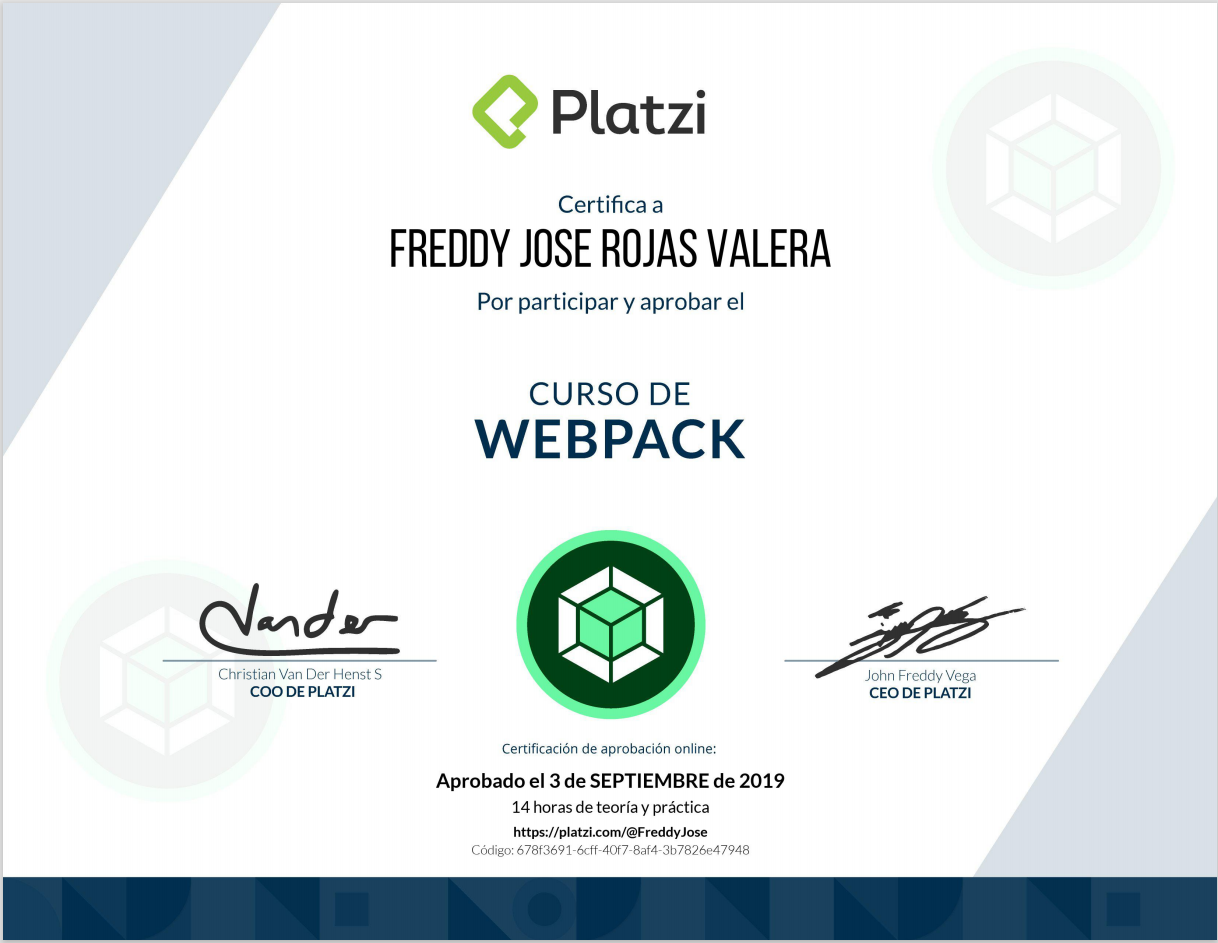 Platzi
Certifica a
FREDDY JOSE ROJAS VALERA
Por participar y aprobar el
CURSO DE
WEBPACK
Vander
Christian Van Der Henst S
COO DE PLATZI
John Freddy Vega
CEO DE PLATZI
Certificación de aprobación online:
Aprobado el 3 de SEPTIEMBRE de 2019
14 horas de teoría y práctica
https://platzi.com/@FreddyJose
Código: 678f3691-6cff-40f7-8af4-3b7826e47948